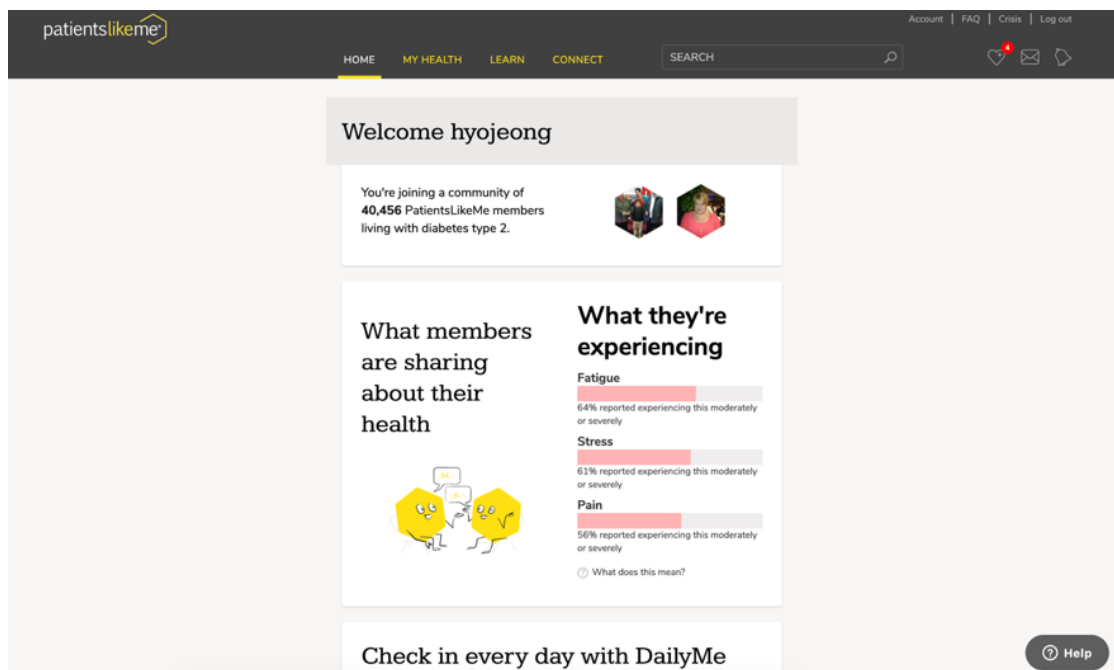 patientslikeme®
Account | FAQ | Crisis | Log out
HOME MY HEALTH LEARN CONNECT SEARCH
4
Welcome hyojeong
You're joining a community of
40,456 PatientsLikeMe members
living with diabetes type 2.
What members
are sharing
about their
health
What they're
experiencing
Fatigue
64% reported experiencing this moderately
or severely
Stress
61% reported experiencing this moderately
or severely
Pain
56% reported experiencing this moderately
or severely
What does this mean?
Check in every day with DailyMe
Help